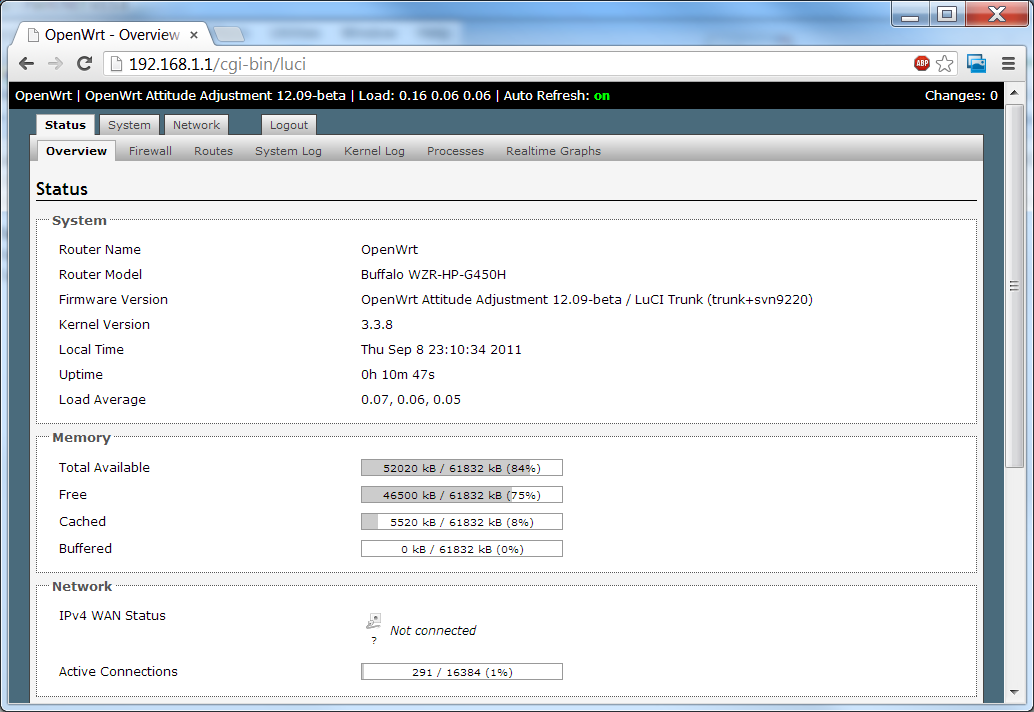 OpenWrt - Overview
192.168.1.1/cgi-bin/luci
ABP
OpenWrt | OpenWrt Attitude Adjustment 12.09-beta | Load: 0.16 0.06 0.06 | Auto Refresh: on Changes: 0
Status System Network Logout
Overview Firewall Routes System Log Kernel Log Processes Realtime Graphs
Status
System
Router Name OpenWrt
Router Model Buffalo WZR-HP-G450H
Firmware Version OpenWrt Attitude Adjustment 12.09-beta / LuCI Trunk (trunk+svn9220)
Kernel Version 3.3.8
Local Time Thu Sep 8 23:10:34 2011
Uptime 0h 10m 47s
Load Average 0.07, 0.06, 0.05
Memory
Total Available 52020 kB / 61832 kB (84%)
Free 46500 kB / 61832 kB (75%)
Cached 5520 kB / 61832 kB (8%)
Buffered 0 kB / 61832 kB (0%)
Network
IPv4 WAN Status
? Not connected
Active Connections 291 / 16384 (1%)